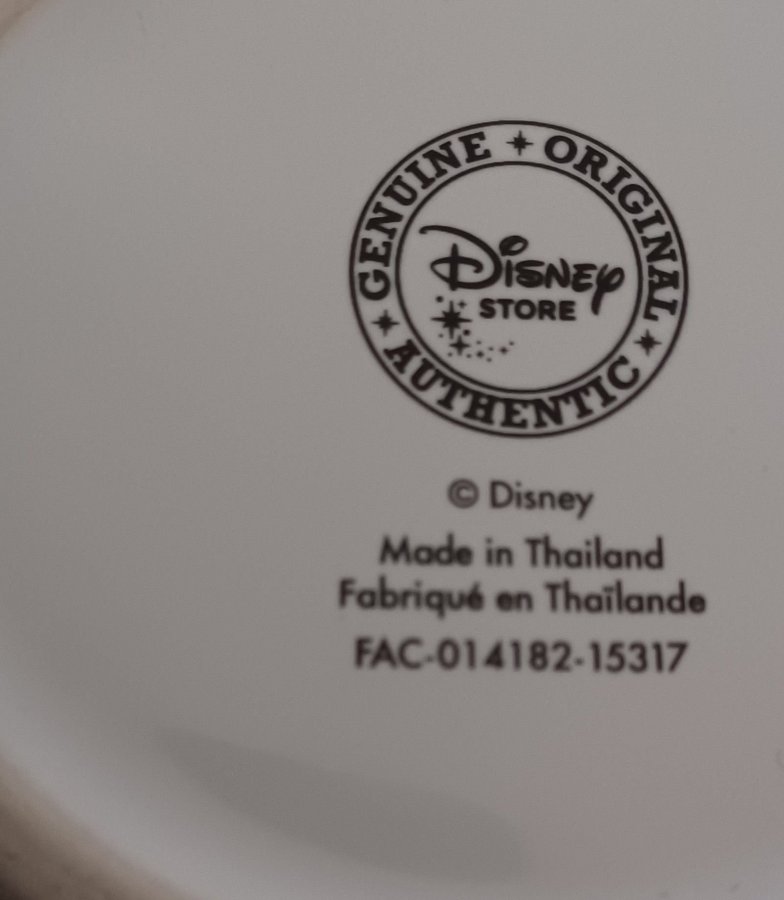 GENUINE ORIGINAL
AUTHENTIC
Disney
STORE
© Disney
Made in Thailand
Fabriqué en Thaïlande
FAC-014182-15317